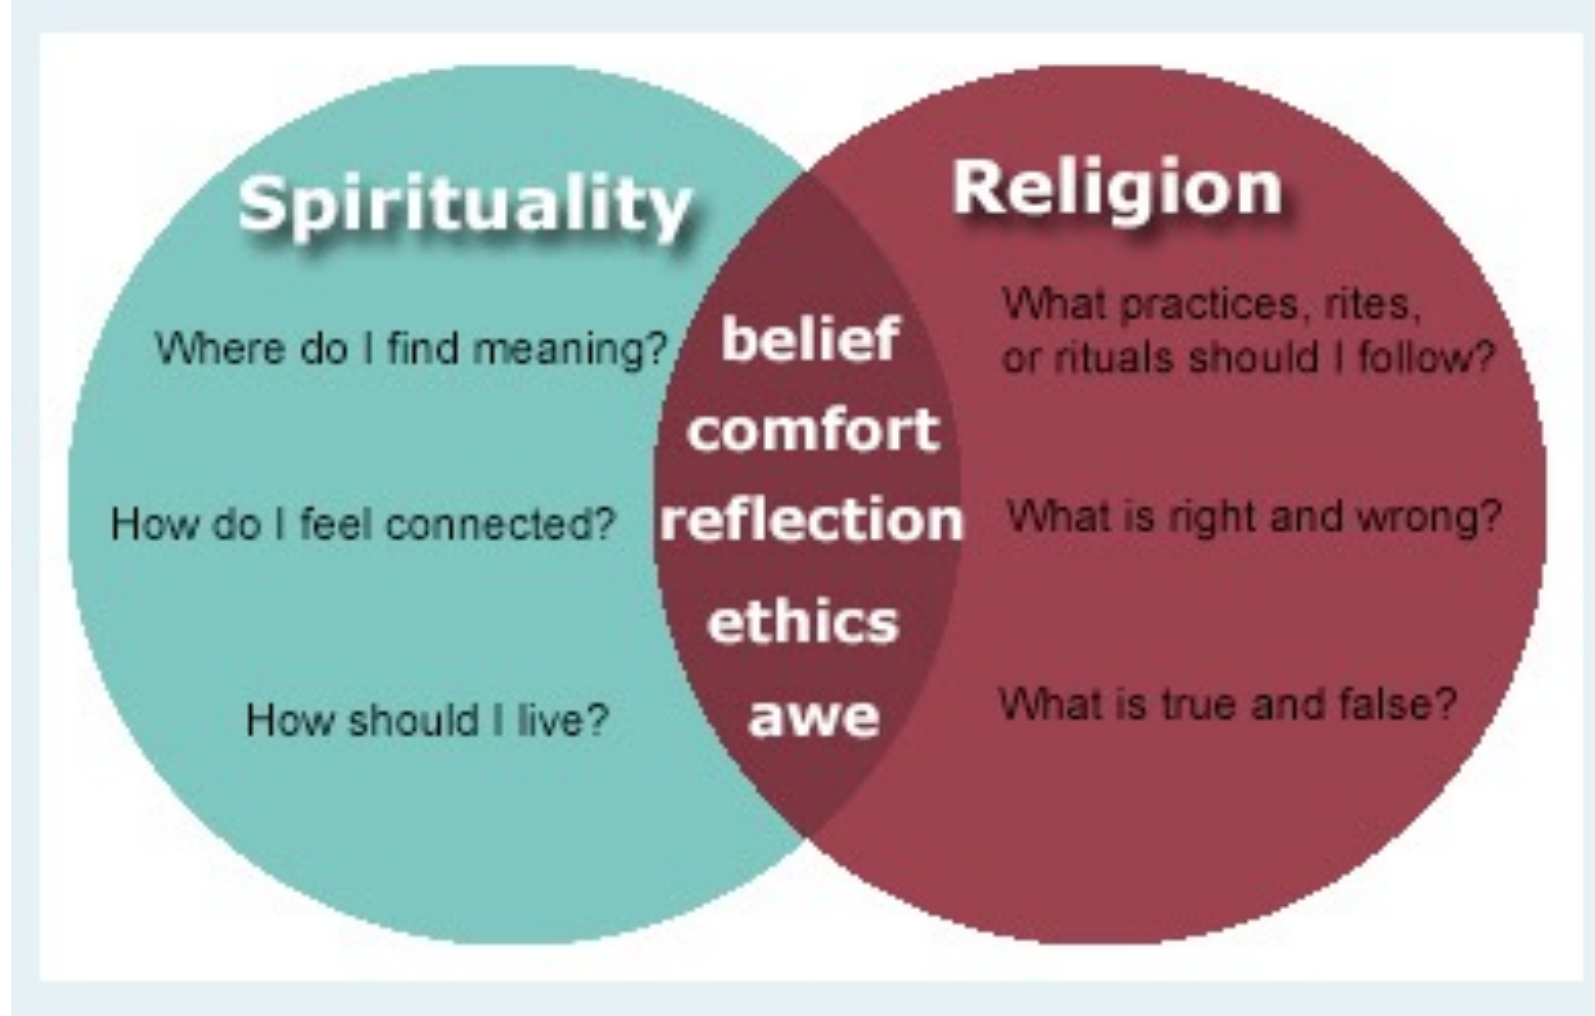 Spirituality
Where do I find meaning?
How do I feel connected?
How should I live?
belief
comfort
reflection
ethics
awe
Religion
What practices, rites,
or rituals should I follow?
What is right and wrong?
What is true and false?